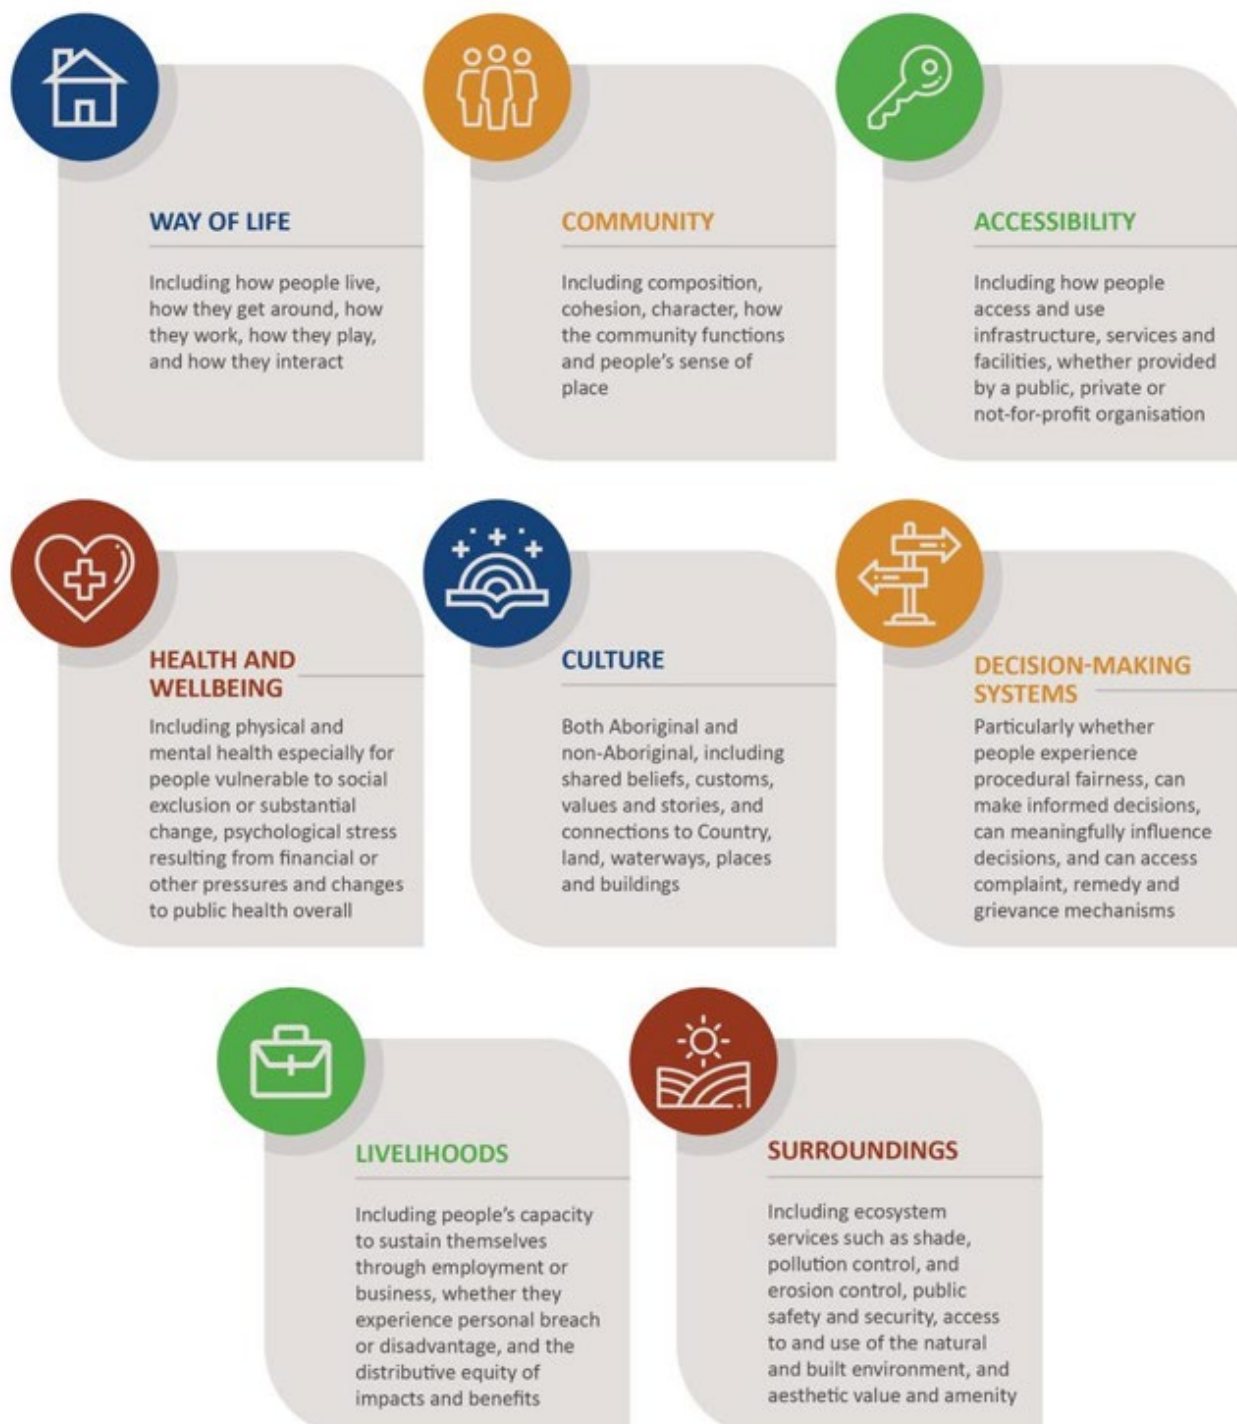 WAY OF LIFE
Including how people live,
how they get around, how
they work, how they play,
and how they interact
COMMUNITY
Including composition,
cohesion, character, how
the community functions
and people's sense of
place
ACCESSIBILITY
Including how people
access and use
infrastructure, services and
facilities, whether provided
by a public, private or
not-for-profit organisation
HEALTH AND
WELLBEING
Including physical and
mental health especially for
people vulnerable to social
exclusion or substantial
change, psychological stress
resulting from financial or
other pressures and changes
to public health overall
CULTURE
Both Aboriginal and
non-Aboriginal, including
shared beliefs, customs,
values and stories, and
connections to Country,
land, waterways, places
and buildings
DECISION-MAKING
SYSTEMS
Particularly whether
people experience
procedural fairness, can
make informed decisions,
can meaningfully influence
decisions, and can access
complaint, remedy and
grievance mechanisms
LIVELIHOODS
Including people's capacity
to sustain themselves
through employment or
business, whether they
experience personal breach
or disadvantage, and the
distributive equity of
impacts and benefits
SURROUNDINGS
Including ecosystem
services such as shade,
pollution control, and
erosion control, public
safety and security, access
to and use of the natural
and built environment, and
aesthetic value and amenity